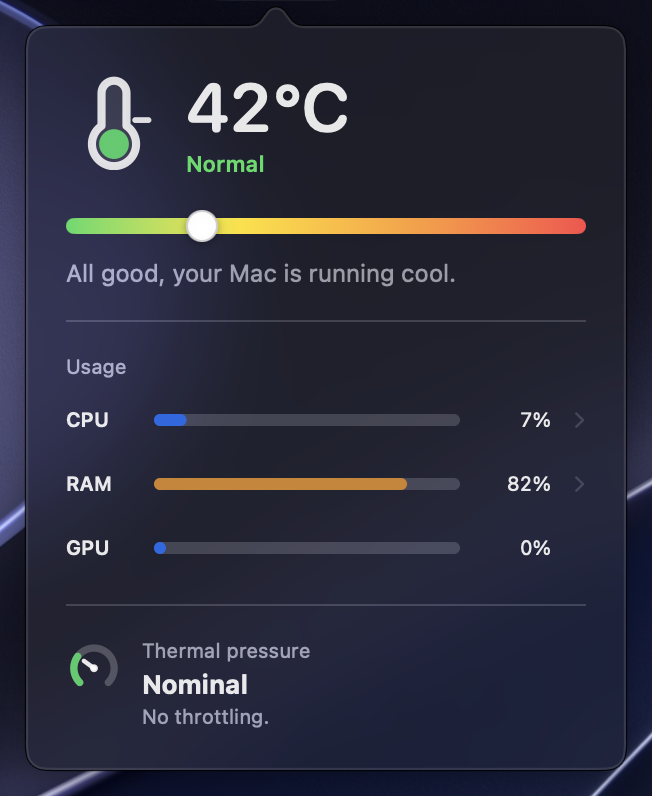 42°C
Normal
All good, your Mac is running cool.
Usage
CPU 7%
RAM 82%
GPU 0%
Thermal pressure
Nominal
No throttling.